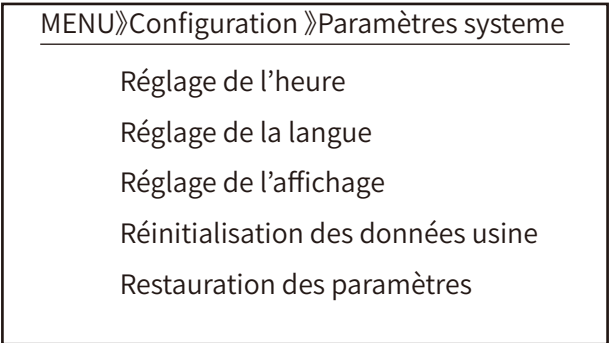 MENU》Configuration 》Paramètres systeme
Réglage de l’heure
Réglage de la langue
Réglage de l’affichage
Réinitialisation des données usine
Restauration des paramètres